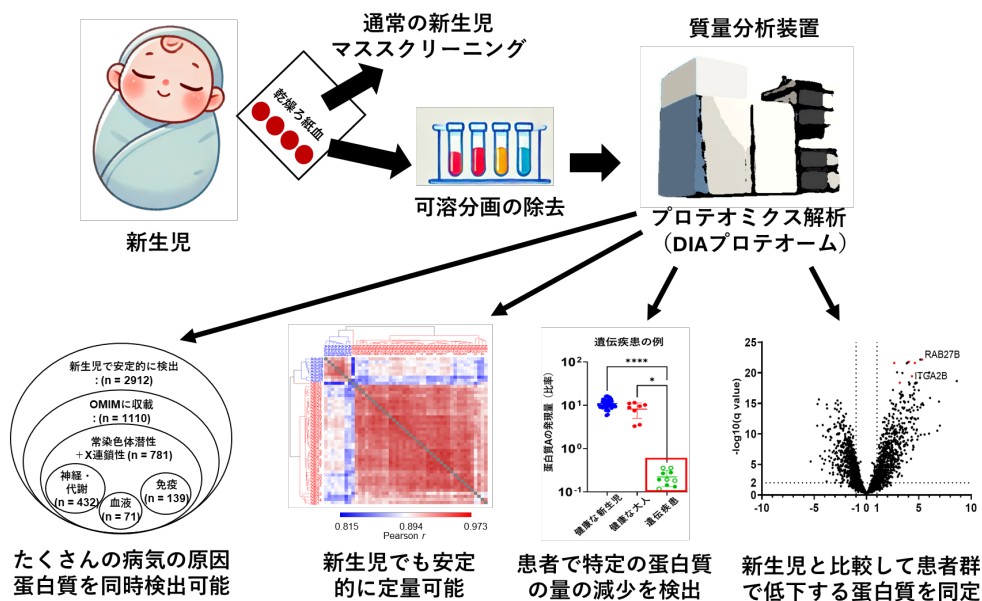 通常の新生児
マススクリーニング
質量分析装置
乾燥ろ紙血
新生児
可溶分画の除去
プロテオミクス解析
（DIAプロテオーム）
新生児で安定的に検出
: (n = 2912)
OMIMに収載
: (n = 1110)
常染色体潜性
＋X連鎖性 (n = 781)
神経・
代謝
(n = 432)
血液
(n = 71)
免疫
(n = 139)
たくさんの病気の原因
蛋白質を同時検出可能
0.815 0.894 0.973
Pearson r
新生児でも安定
的に定量可能
遺伝疾患の例
蛋白質Aの発現量（比率）
10²
10¹
10⁰
10⁻¹
****
*
健康な新生児
健康な大人
遺伝疾患
患者で特定の蛋白質
の量の減少を検出
-log10(q value)
25
20
15
10
5
2
0
RAB27B
ITGA2B
-10 -5 -1 0 1 5 10
新生児と比較して患者群
で低下する蛋白質を同定